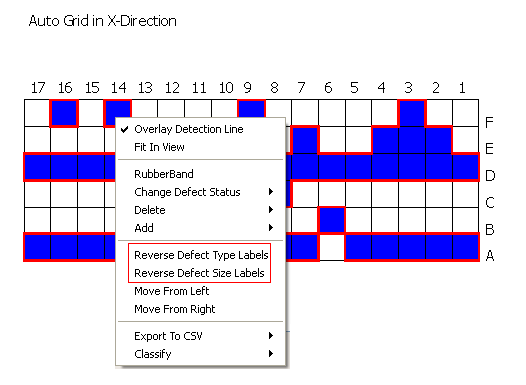 Auto Grid in X-Direction
17 16 15 14 13 12 11 10 9 8 7 6 5 4 3 2 1
F
E
D
C
B
A
Overlay Detection Line
Fit In View
RubberBand
Change Defect Status
Delete
Add
Reverse Defect Type Labels
Reverse Defect Size Labels
Move From Left
Move From Right
Export To CSV
Classify